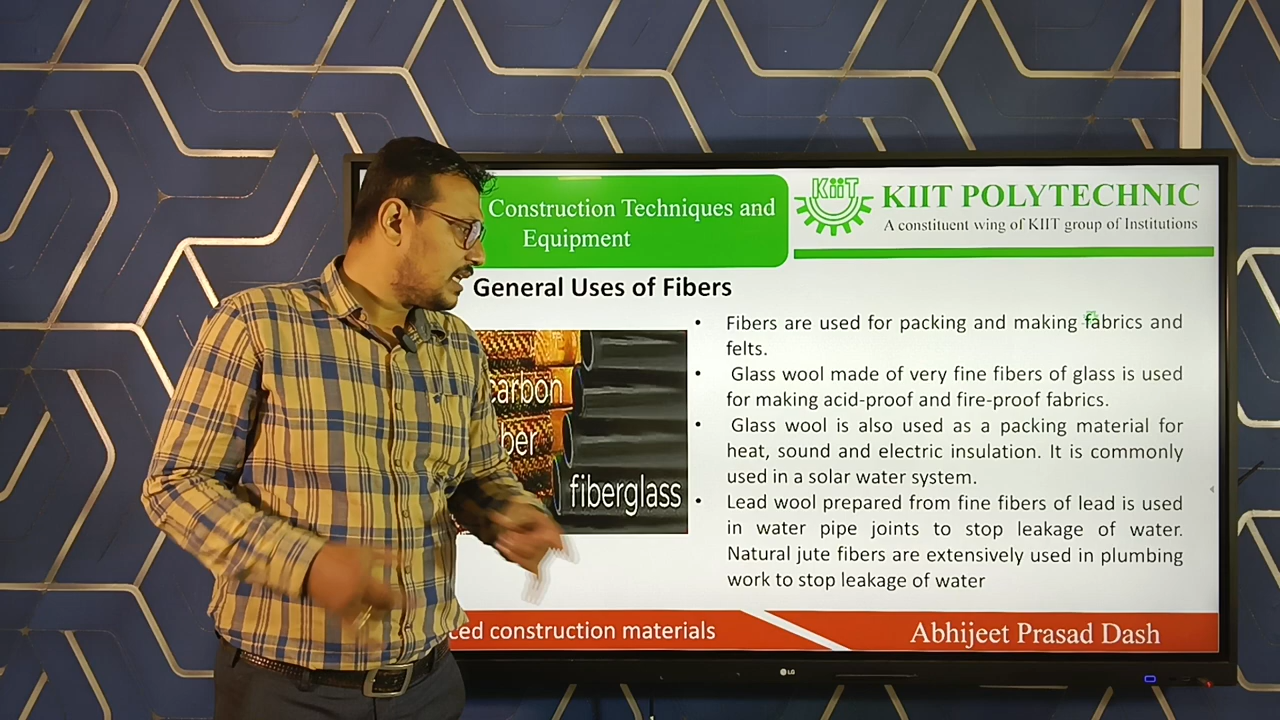 Construction Techniques and
Equipment
KiiT
KIIT POLYTECHNIC
A constituent wing of KIIT group of Institutions
General Uses of Fibers
• Fibers are used for packing and making fabrics and
felts.
• Glass wool made of very fine fibers of glass is used
for making acid-proof and fire-proof fabrics.
• Glass wool is also used as a packing material for
heat, sound and electric insulation. It is commonly
used in a solar water system.
• Lead wool prepared from fine fibers of lead is used
in water pipe joints to stop leakage of water.
Natural jute fibers are extensively used in plumbing
work to stop leakage of water
carbon
ber
fiberglass
ced construction materials
Abhijeet Prasad Dash
LG